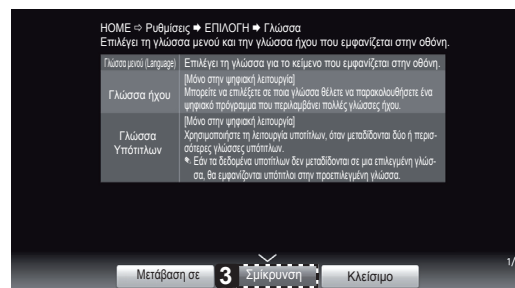 HOME ⇨ Ρυθμίσεις ➡ ΕΠΙΛΟΓΗ ➡ Γλώσσα
Επιλέγει τη γλώσσα μενού και την γλώσσα ήχου που εμφανίζεται στην οθόνη.
Γλώσσα μενού (Language) Επιλέγει τη γλώσσα για το κείμενο που εμφανίζεται στην οθόνη.
Γλώσσα ήχου
[Μόνο στην ψηφιακή λειτουργία]
Μπορείτε να επιλέξετε σε ποια γλώσσα θέλετε να παρακολουθήσετε ένα
ψηφιακό πρόγραμμα που περιλαμβάνει πολλές γλώσσες ήχου.
Γλώσσα
Υπότιτλων
[Μόνο στην ψηφιακή λειτουργία]
Χρησιμοποιήστε τη λειτουργία υποτίτλων, όταν μεταδίδονται δύο ή περισ-
σότερες γλώσσες υπότιτλων.
Εάν τα δεδομένα υποτίτλων δεν μεταδίδονται σε μια επιλεγμένη γλώσ-
σα, θα εμφανίζονται υπότιτλοι στην προεπιλεγμένη γλώσσα.
Μετάβαση σε 3 Σμίκρυνση Κλείσιμο
1/